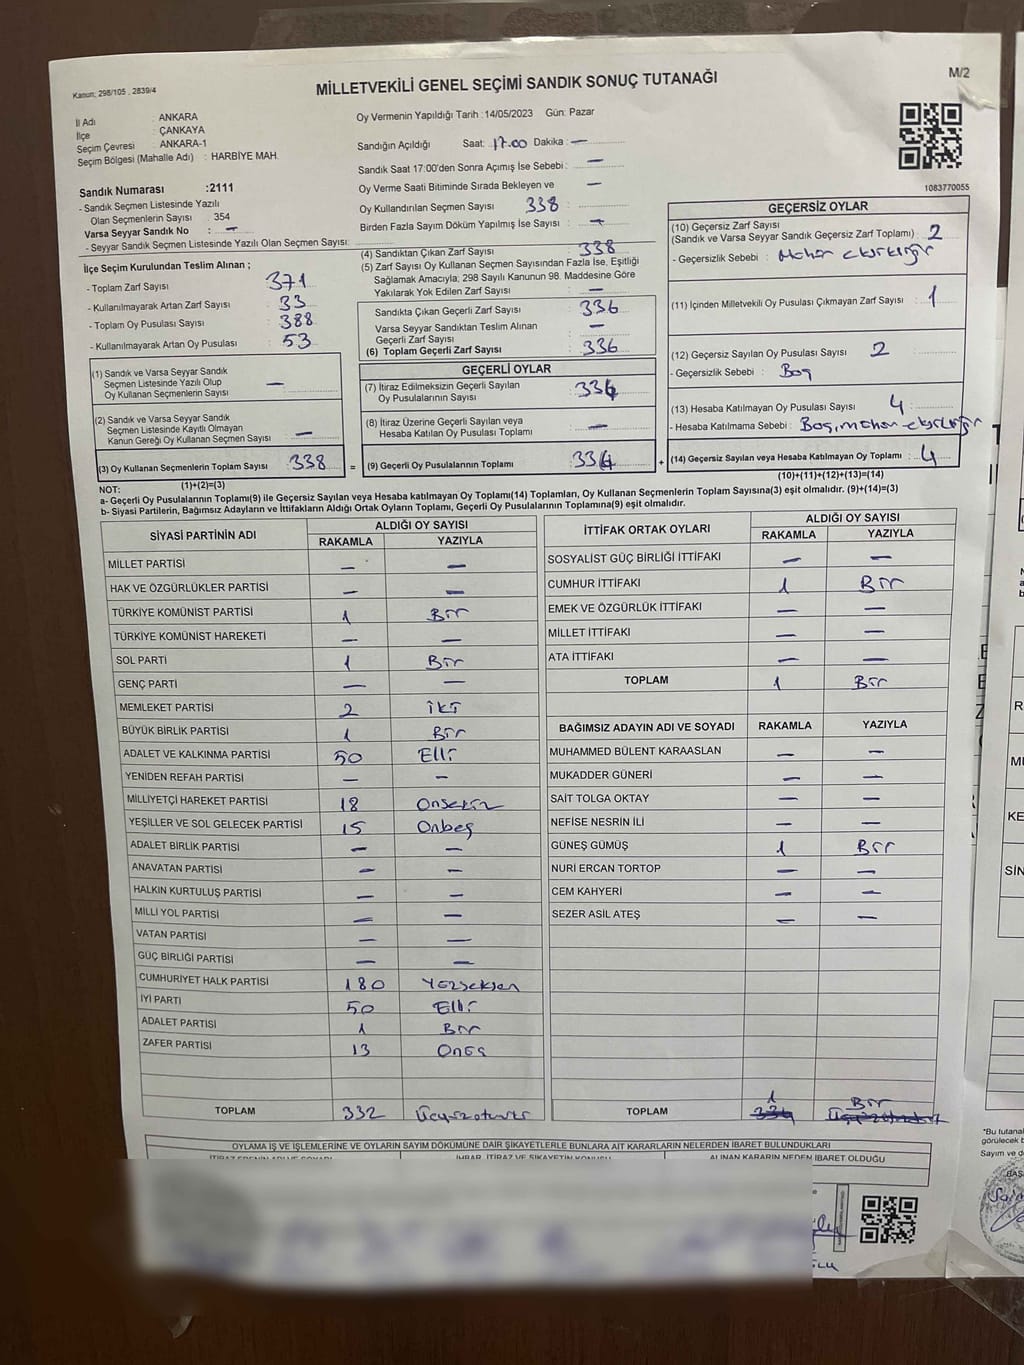 Kanun; 298/105 , 2839/4
MİLLETVEKİLİ GENEL SEÇİMİ SANDIK SONUÇ TUTANAĞI
M/2
İl Adı : ANKARA
İlçe : ÇANKAYA
Seçim Çevresi : ANKARA-1
Seçim Bölgesi (Mahalle Adı) : HARBİYE MAH.
Sandık Numarası :2111
- Sandık Seçmen Listesinde Yazılı
Olan Seçmenlerin Sayısı : 354
Varsa Seyyar Sandık No : —
- Seyyar Sandık Seçmen Listesinde Yazılı Olan Seçmen Sayısı:
Oy Vermenin Yapıldığı Tarih : 14/05/2023 Gün: Pazar
Sandığın Açıldığı Saat: 17.00 Dakika: —
Sandık Saat 17:00'den Sonra Açımış İse Sebebi: —
Oy Verme Saati Bitiminde Sırada Bekleyen ve —
Oy Kullandırılan Seçmen Sayısı 338
Birden Fazla Sayım Döküm Yapılmış İse Sayısı : —
1083770055
İlçe Seçim Kurulundan Teslim Alınan ;
- Toplam Zarf Sayısı : 371
- Kullanılmayarak Artan Zarf Sayısı : 33
- Toplam Oy Pusulası Sayısı : 388
- Kullanılmayarak Artan Oy Pusulası : 53
(1) Sandık ve Varsa Seyyar Sandık
Seçmen Listesinde Yazılı Olup
Oy Kullanan Seçmenlerin Sayısı : —
(2) Sandık ve Varsa Seyyar Sandık
Seçmen Listesinde Kayıtlı Olmayan
Kanun Gereği Oy Kullanan Seçmen Sayısı : —
(3) Oy Kullanan Seçmenlerin Toplam Sayısı : 338
(1)+(2)=(3)
(4) Sandıktan Çıkan Zarf Sayısı : 338
(5) Zarf Sayısı Oy Kullanan Seçmen Sayısından Fazla İse, Eşitliği
Sağlamak Amacıyla; 298 Sayılı Kanunun 98. Maddesine Göre
Yakılarak Yok Edilen Zarf Sayısı : —
Sandıkta Çıkan Geçerli Zarf Sayısı : 336
Varsa Seyyar Sandıktan Teslim Alınan
Geçerli Zarf Sayısı : —
(6) Toplam Geçerli Zarf Sayısı : 336
GEÇERLİ OYLAR
(7) İtiraz Edilmeksizin Geçerli Sayılan
Oy Pusulalarının Sayısı : 334
(8) İtiraz Üzerine Geçerli Sayılan veya
Hesaba Katılan Oy Pusulası Toplamı : —
= (9) Geçerli Oy Pusulalarının Toplamı : 334 +
GEÇERSİZ OYLAR
(10) Geçersiz Zarf Sayısı
(Sandık ve Varsa Seyyar Sandık Geçersiz Zarf Toplamı) : 2
- Geçersizlik Sebebi : Mühür eksikliği
(11) İçinden Milletvekili Oy Pusulası Çıkmayan Zarf Sayısı : 1
(12) Geçersiz Sayılan Oy Pusulası Sayısı : 2
- Geçersizlik Sebebi : Boş
(13) Hesaba Katılmayan Oy Pusulası Sayısı : 4
- Hesaba Katılmama Sebebi : Boş, mühür eksikliği
(14) Geçersiz Sayılan veya Hesaba Katılmayan Oy Toplamı : 4
(10)+(11)+(12)+(13)=(14)
NOT:
a- Geçerli Oy Pusulalarının Toplamı(9) ile Geçersiz Sayılan veya Hesaba katılmayan Oy Toplamı(14) Toplamları, Oy Kullanan Seçmenlerin Toplam Sayısına(3) eşit olmalıdır. (9)+(14)=(3)
b- Siyasi Partilerin, Bağımsız Adayların ve İttifakların Aldığı Ortak Oyların Toplamı, Geçerli Oy Pusulalarının Toplamına(9) eşit olmalıdır.
SİYASİ PARTİNİN ADI ALDIĞI OY SAYISI
RAKAMLA YAZIYLA
MİLLET PARTİSİ — —
HAK VE ÖZGÜRLÜKLER PARTİSİ — —
TÜRKİYE KOMÜNİST PARTİSİ 1 Bir
TÜRKİYE KOMÜNİST HAREKETİ — —
SOL PARTİ 1 Bir
GENÇ PARTİ — —
MEMLEKET PARTİSİ 2 İki
BÜYÜK BİRLİK PARTİSİ 1 Bir
ADALET VE KALKINMA PARTİSİ 50 Elli
YENİDEN REFAH PARTİSİ — —
MİLLİYETÇİ HAREKET PARTİSİ 18 Onsekiz
YEŞİLLER VE SOL GELECEK PARTİSİ 15 Onbeş
ADALET BİRLİK PARTİSİ — —
ANAVATAN PARTİSİ — —
HALKIN KURTULUŞ PARTİSİ — —
MİLLİ YOL PARTİSİ — —
VATAN PARTİSİ — —
GÜÇ BİRLİĞİ PARTİSİ — —
CUMHURİYET HALK PARTİSİ 180 Yüzseksen
İYİ PARTİ 50 Elli
ADALET PARTİSİ 1 Bir
ZAFER PARTİSİ 13 Onüç
TOPLAM 332 Üçyüzotuziki
İTTİFAK ORTAK OYLARI ALDIĞI OY SAYISI
RAKAMLA YAZIYLA
SOSYALİST GÜÇ BİRLİĞİ İTTİFAKI — —
CUMHUR İTTİFAKI 1 Bir
EMEK VE ÖZGÜRLÜK İTTİFAKI — —
MİLLET İTTİFAKI — —
ATA İTTİFAKI — —
TOPLAM 1 Bir
BAĞIMSIZ ADAYIN ADI VE SOYADI RAKAMLA YAZIYLA
MUHAMMED BÜLENT KARAASLAN — —
MUKADDER GÜNERİ — —
SAİT TOLGA OKTAY — —
NEFİSE NESRİN İLİ — —
GÜNEŞ GÜMÜŞ 1 Bir
NURİ ERCAN TORTOP — —
CEM KAHYERİ — —
SEZER ASİL ATEŞ — —
1 Bir
TOPLAM 334
OYLAMA İŞ VE İŞLEMLERİNE VE OYLARIN SAYIM DÖKÜMÜNE DAİR ŞİKAYETLERLE BUNLARA AİT KARARLARIN NELERDEN İBARET BULUNDUKLARI
İHBAR, İTİRAZ VE ŞİKAYETİN KONUSU ALINAN KARARIN NEDEN İBARET OLDUĞU
"Bu tutana
görülecek
Sayım ve d